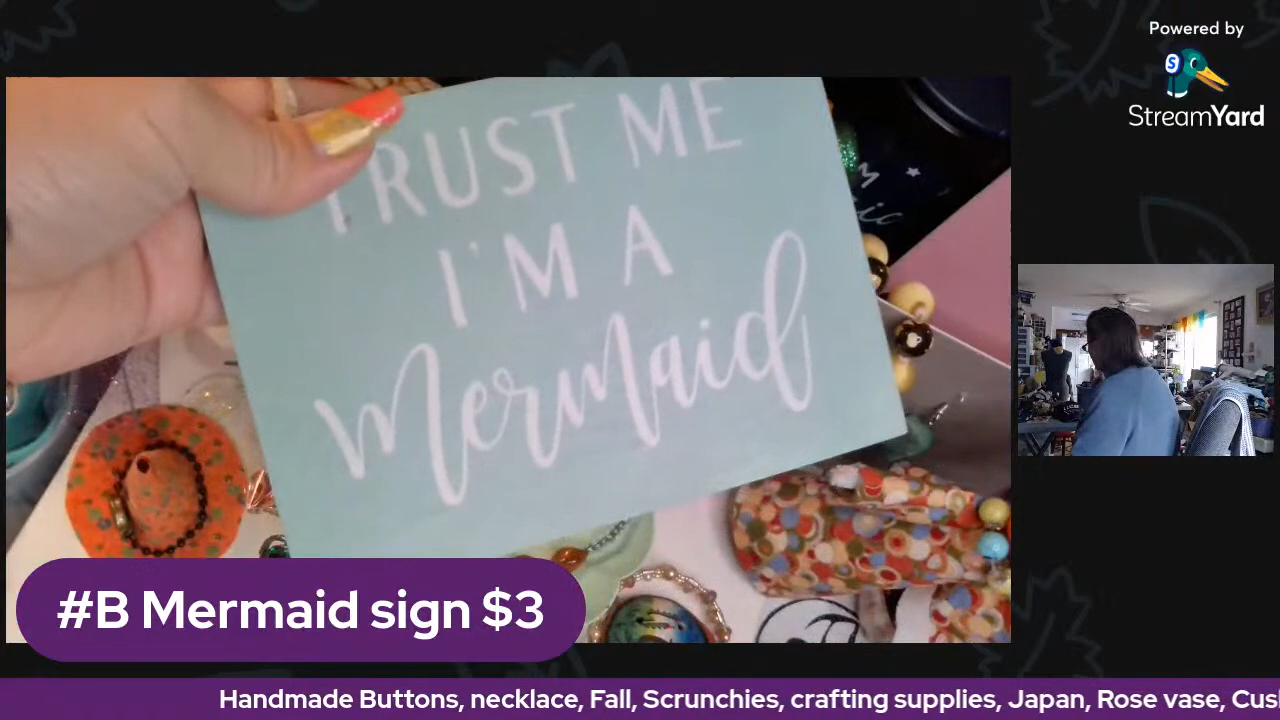 Powered by
StreamYard
TRUST ME
I'M A
Mermaid
#B Mermaid sign $3
Handmade Buttons, necklace, Fall, Scrunchies, crafting supplies, Japan, Rose vase,